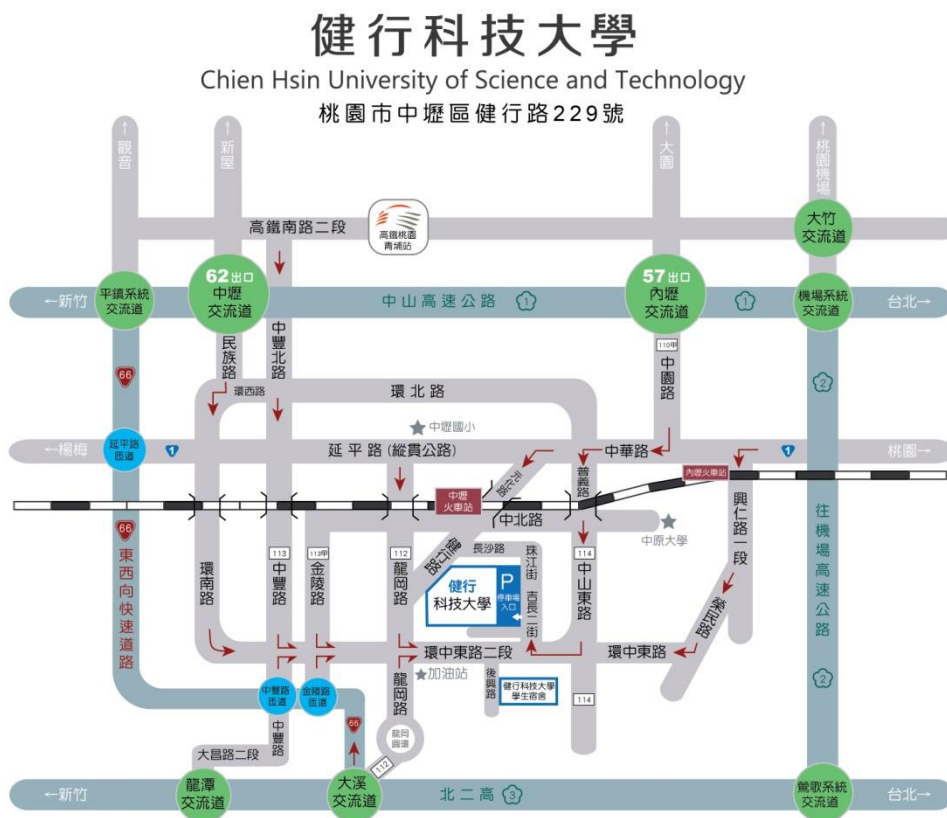 健行科技大學
Chien Hsin University of Science and Technology
桃園市中壢區健行路229號
←觀音
←新屋
←大園
←桃園機場
高鐵南路二段
高鐵桃園
青埔站
大竹
交流道
←新竹
平鎮系統
交流道
62出口
中壢
交流道
中山高速公路
1
57出口
內壢
交流道
1
機場系統
交流道
台北→
民族路
中豐北路
110甲
中園路
66
環西路
環北路
2
中壢國小
←楊梅
延平路
匝道
1
延平路(縱貫公路)
中華路
1
桃園→
元化路
普義路
內壢火車站
中壢
火車站
中北路
中原大學
興仁路一段
66
東西向快速道路
環南路
113
中豐路
113甲
金陵路
112
龍岡路
健行路
長沙路
珠江街
吉長二街
114
中山東路
往機場高速公路
健行
科技大學
P
停車場
入口
榮民路
環中東路二段
環中東路
加油站
後興路
健行科技大學
學生宿舍
2
中豐路
匝道
金陵路
匝道
龍岡路
114
66
中豐路
龍岡
圓環
大昌路二段
112
←新竹
龍潭
交流道
大溪
交流道
北二高
3
鶯歌系統
交流道
台北→